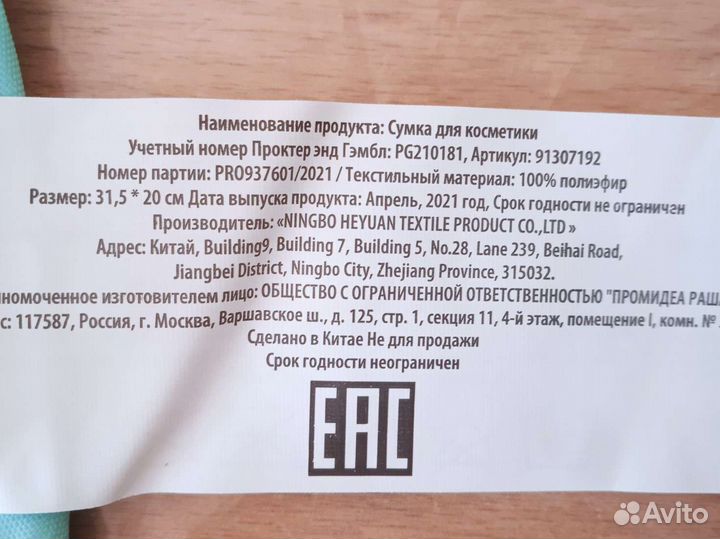 Наименование продукта: Сумка для косметики
Учетный номер Проктер энд Гэмбл: PG210181, Артикул: 91307192
Номер партии: PRO937601/2021 / Текстильный материал: 100% полиэфир
Размер: 31,5 * 20 см Дата выпуска продукта: Апрель, 2021 год, Срок годности не ограничен
Производитель: «NINGBO HEYUAN TEXTILE PRODUCT CO.,LTD »
Адрес: Китай, Building9, Building 7, Building 5, No.28, Lane 239, Beihai Road,
Jiangbei District, Ningbo City, Zhejiang Province, 315032.
лномоченное изготовителем лицо: ОБЩЕСТВО С ОГРАНИЧЕННОЙ ОТВЕТСТВЕННОСТЬЮ "ПРОМИДЕА РАШ
с: 117587, Россия, г. Москва, Варшавское ш., д. 125, стр. 1, секция 11, 4-й этаж, помещение I, комн. №
Сделано в Китае Не для продажи
Срок годности неограничен
EAC
Avito